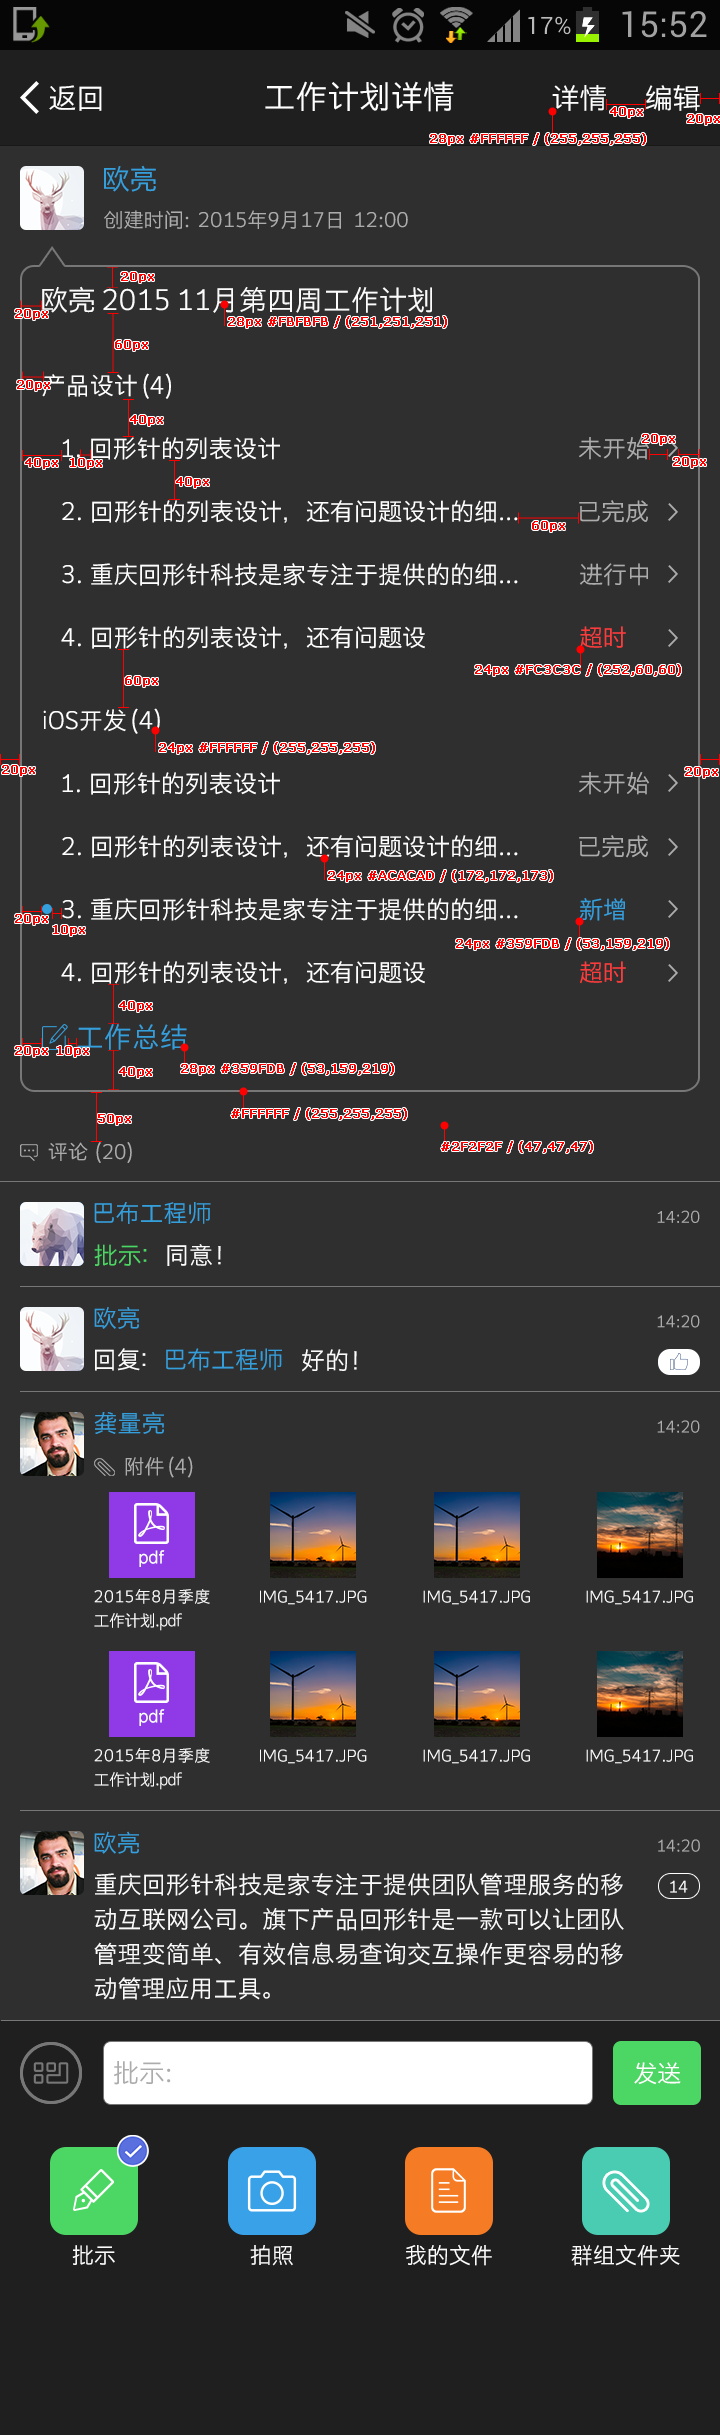 17% 15:52
返回 工作计划详情 详情 编辑
40px 20px
28px #FFFFFF / (255,255,255)
欧亮
创建时间: 2015年9月17日 12:00
20px
欧亮 2015 11月第四周工作计划
20px
28px #FBFBFB / (251,251,251)
60px
产品设计(4)
20px
40px
1. 回形针的列表设计 未开始
20px
40px 10px 20px
40px
2. 回形针的列表设计，还有问题设计的细... 已完成
60px
3. 重庆回形针科技是家专注于提供的的细... 进行中
4. 回形针的列表设计，还有问题设 超时
24px #FC3C3C / (252,60,60)
60px
iOS开发(4)
24px #FFFFFF / (255,255,255)
20px 20px
1. 回形针的列表设计 未开始
2. 回形针的列表设计，还有问题设计的细... 已完成
24px #ACACAD / (172,172,173)
3. 重庆回形针科技是家专注于提供的的细... 新增
20px 10px
24px #359FDB / (53,159,219)
4. 回形针的列表设计，还有问题设 超时
40px
工作总结
20px 10px
40px
28px #359FDB / (53,159,219)
50px
#FFFFFF / (255,255,255)
#2F2F2F / (47,47,47)
评论 (20)
巴布工程师 14:20
批示: 同意!
欧亮 14:20
回复: 巴布工程师 好的!
龚量亮 14:20
附件(4)
pdf
2015年8月季度 IMG_5417.JPG IMG_5417.JPG IMG_5417.JPG
工作计划.pdf
pdf
2015年8月季度 IMG_5417.JPG IMG_5417.JPG IMG_5417.JPG
工作计划.pdf
欧亮 14:20
重庆回形针科技是家专注于提供团队管理服务的移 14
动互联网公司。旗下产品回形针是一款可以让团队
管理变简单、有效信息易查询交互操作更容易的移
动管理应用工具。
批示: 发送
批示 拍照 我的文件 群组文件夹